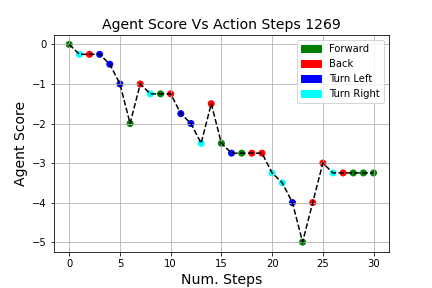 Agent Score Vs Action Steps 1269
Agent Score
0
−1
−2
−3
−4
−5
Forward
Back
Turn Left
Turn Right
0 5 10 15 20 25 30
Num. Steps